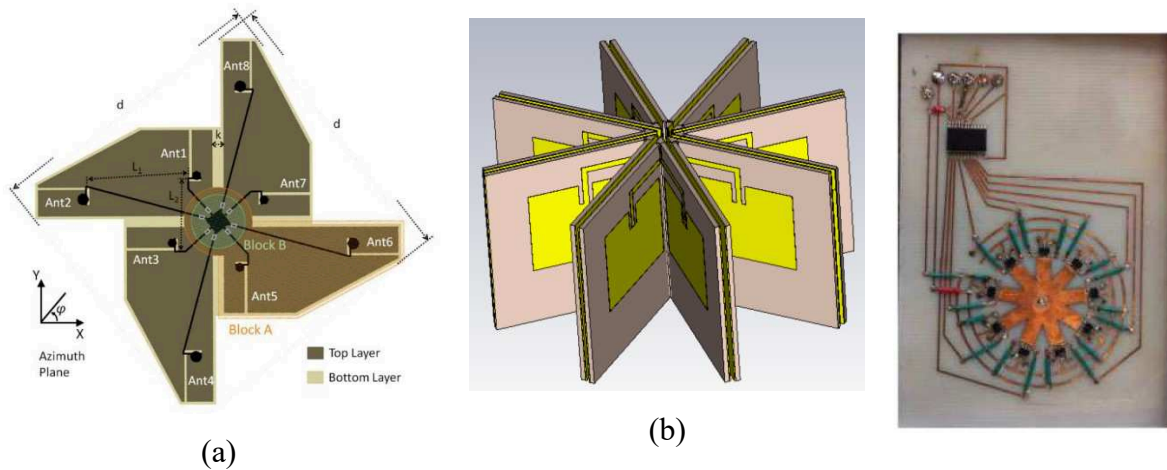 Ant8
d
d
k
Ant1
L₁
Ant7
Ant2
L₂
Block B
Ant6
Ant3
Ant5
Y
φ
X
Block A
Azimuth
Plane
Ant4
Top Layer
Bottom Layer
(a)
(b)